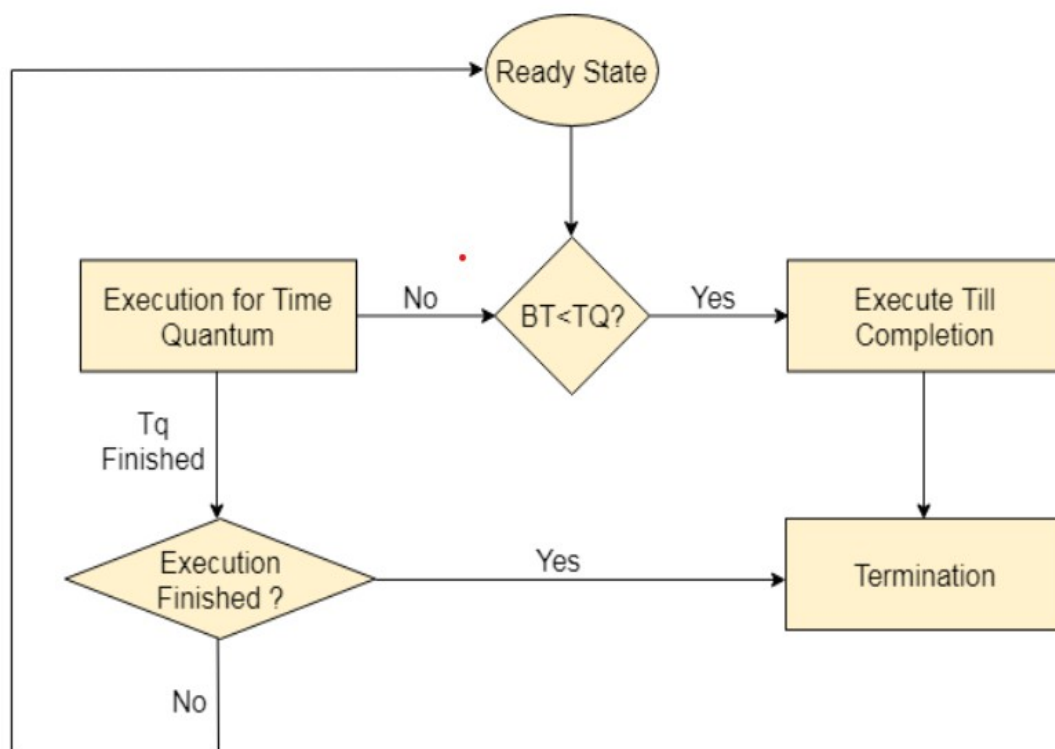 Ready State
Execution for Time
Quantum
No
BT<TQ?
Yes
Execute Till
Completion
Tq
Finished
Execution
Finished ?
Yes
Termination
No